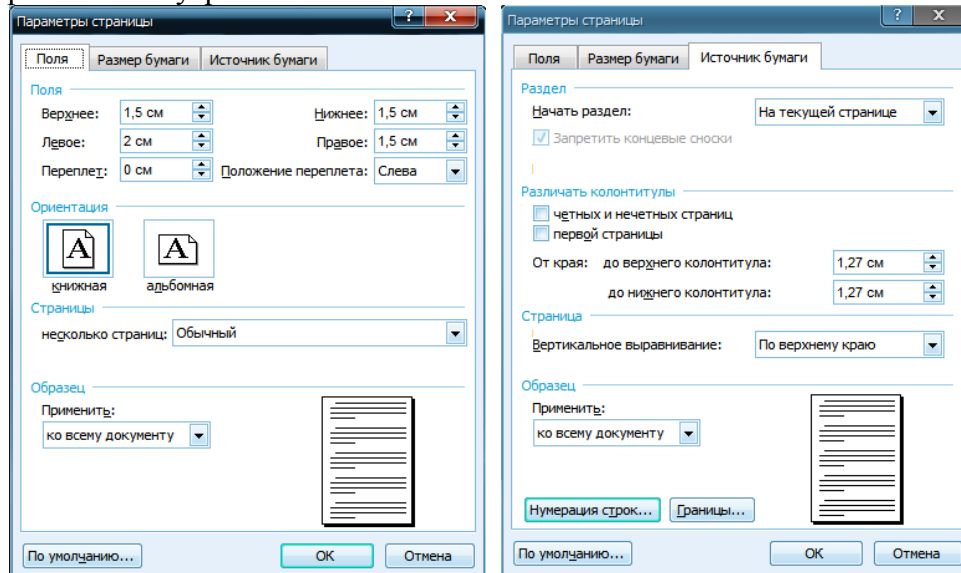 Параметры страницы
Поля Размер бумаги Источник бумаги
Поля
Верхнее: 1,5 см Нижнее: 1,5 см
Левое: 2 см Правое: 1,5 см
Переплет: 0 см Положение переплета: Слева
Ориентация
книжная альбомная
Страницы
несколько страниц: Обычный
Образец
Применить:
ко всему документу
По умолчанию... ОК Отмена
Параметры страницы
Поля Размер бумаги Источник бумаги
Раздел
Начать раздел: На текущей странице
Запретить концевые сноски
Различать колонтитулы
четных и нечетных страниц
первой страницы
От края: до верхнего колонтитула: 1,27 см
до нижнего колонтитула: 1,27 см
Страница
Вертикальное выравнивание: По верхнему краю
Образец
Применить:
ко всему документу
Нумерация строк... Границы...
По умолчанию... ОК Отмена